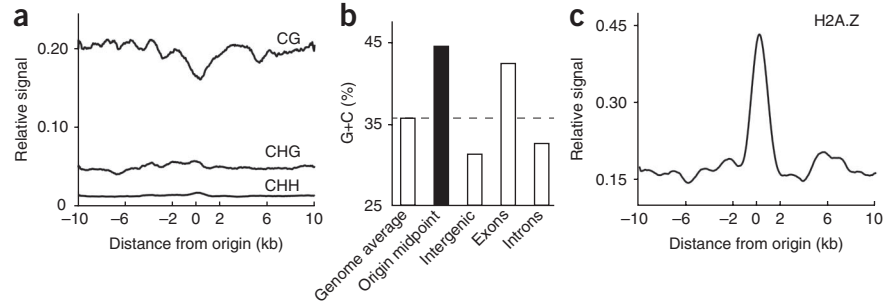 a
CG
CHG
CHH
Relative signal
0.20
0.10
0
–10
–6
–2
0
2
6
10
Distance from origin (kb)
b
G+C (%)
45
35
25
Genome average
Origin midpoint
Intergenic
Exons
Introns
c
H2A.Z
Relative signal
0.45
0.30
0.15
–10
–6
–2
0
2
6
10
Distance from origin (kb)